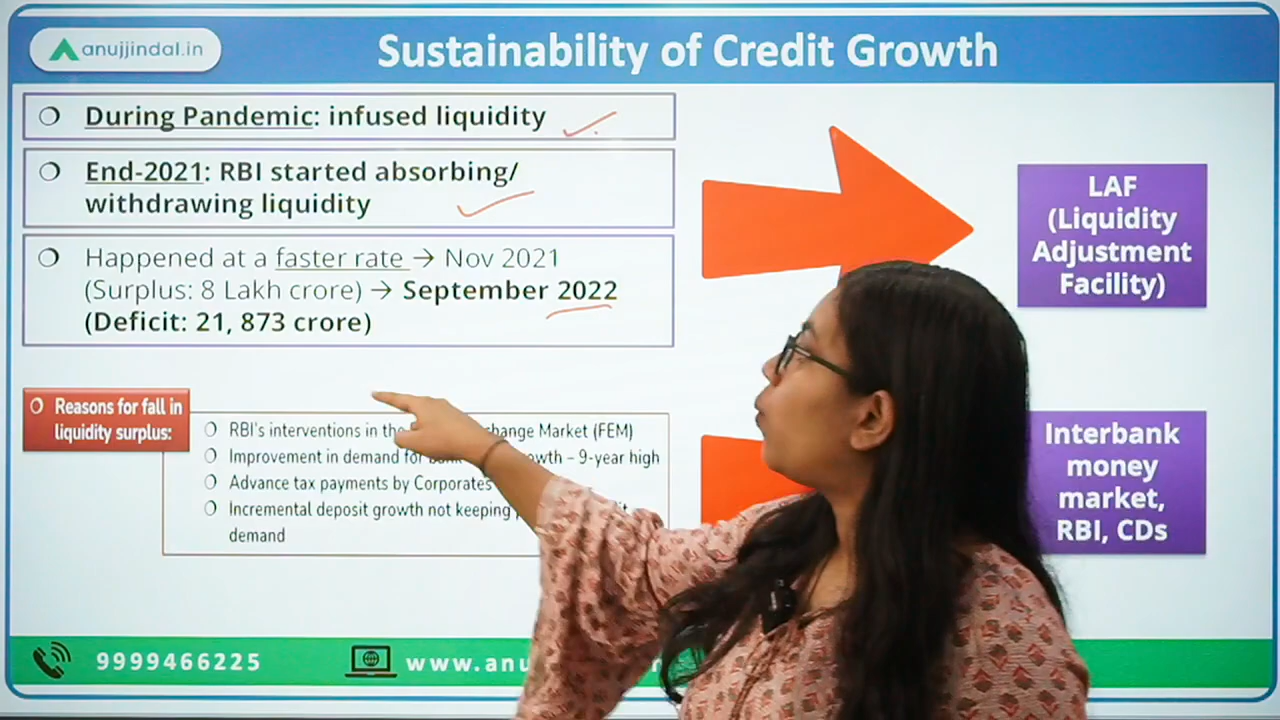 anujjindal.in
Sustainability of Credit Growth
During Pandemic: infused liquidity
End-2021: RBI started absorbing/
withdrawing liquidity
Happened at a faster rate → Nov 2021
(Surplus: 8 Lakh crore) → September 2022
(Deficit: 21, 873 crore)
LAF
(Liquidity
Adjustment
Facility)
Reasons for fall in
liquidity surplus:
RBI's interventions in the change Market (FEM)
Improvement in demand for – 9-year high
Advance tax payments by Corporates
Incremental deposit growth not keeping
demand
Interbank
money
market,
RBI, CDs
9999466225
www.anu